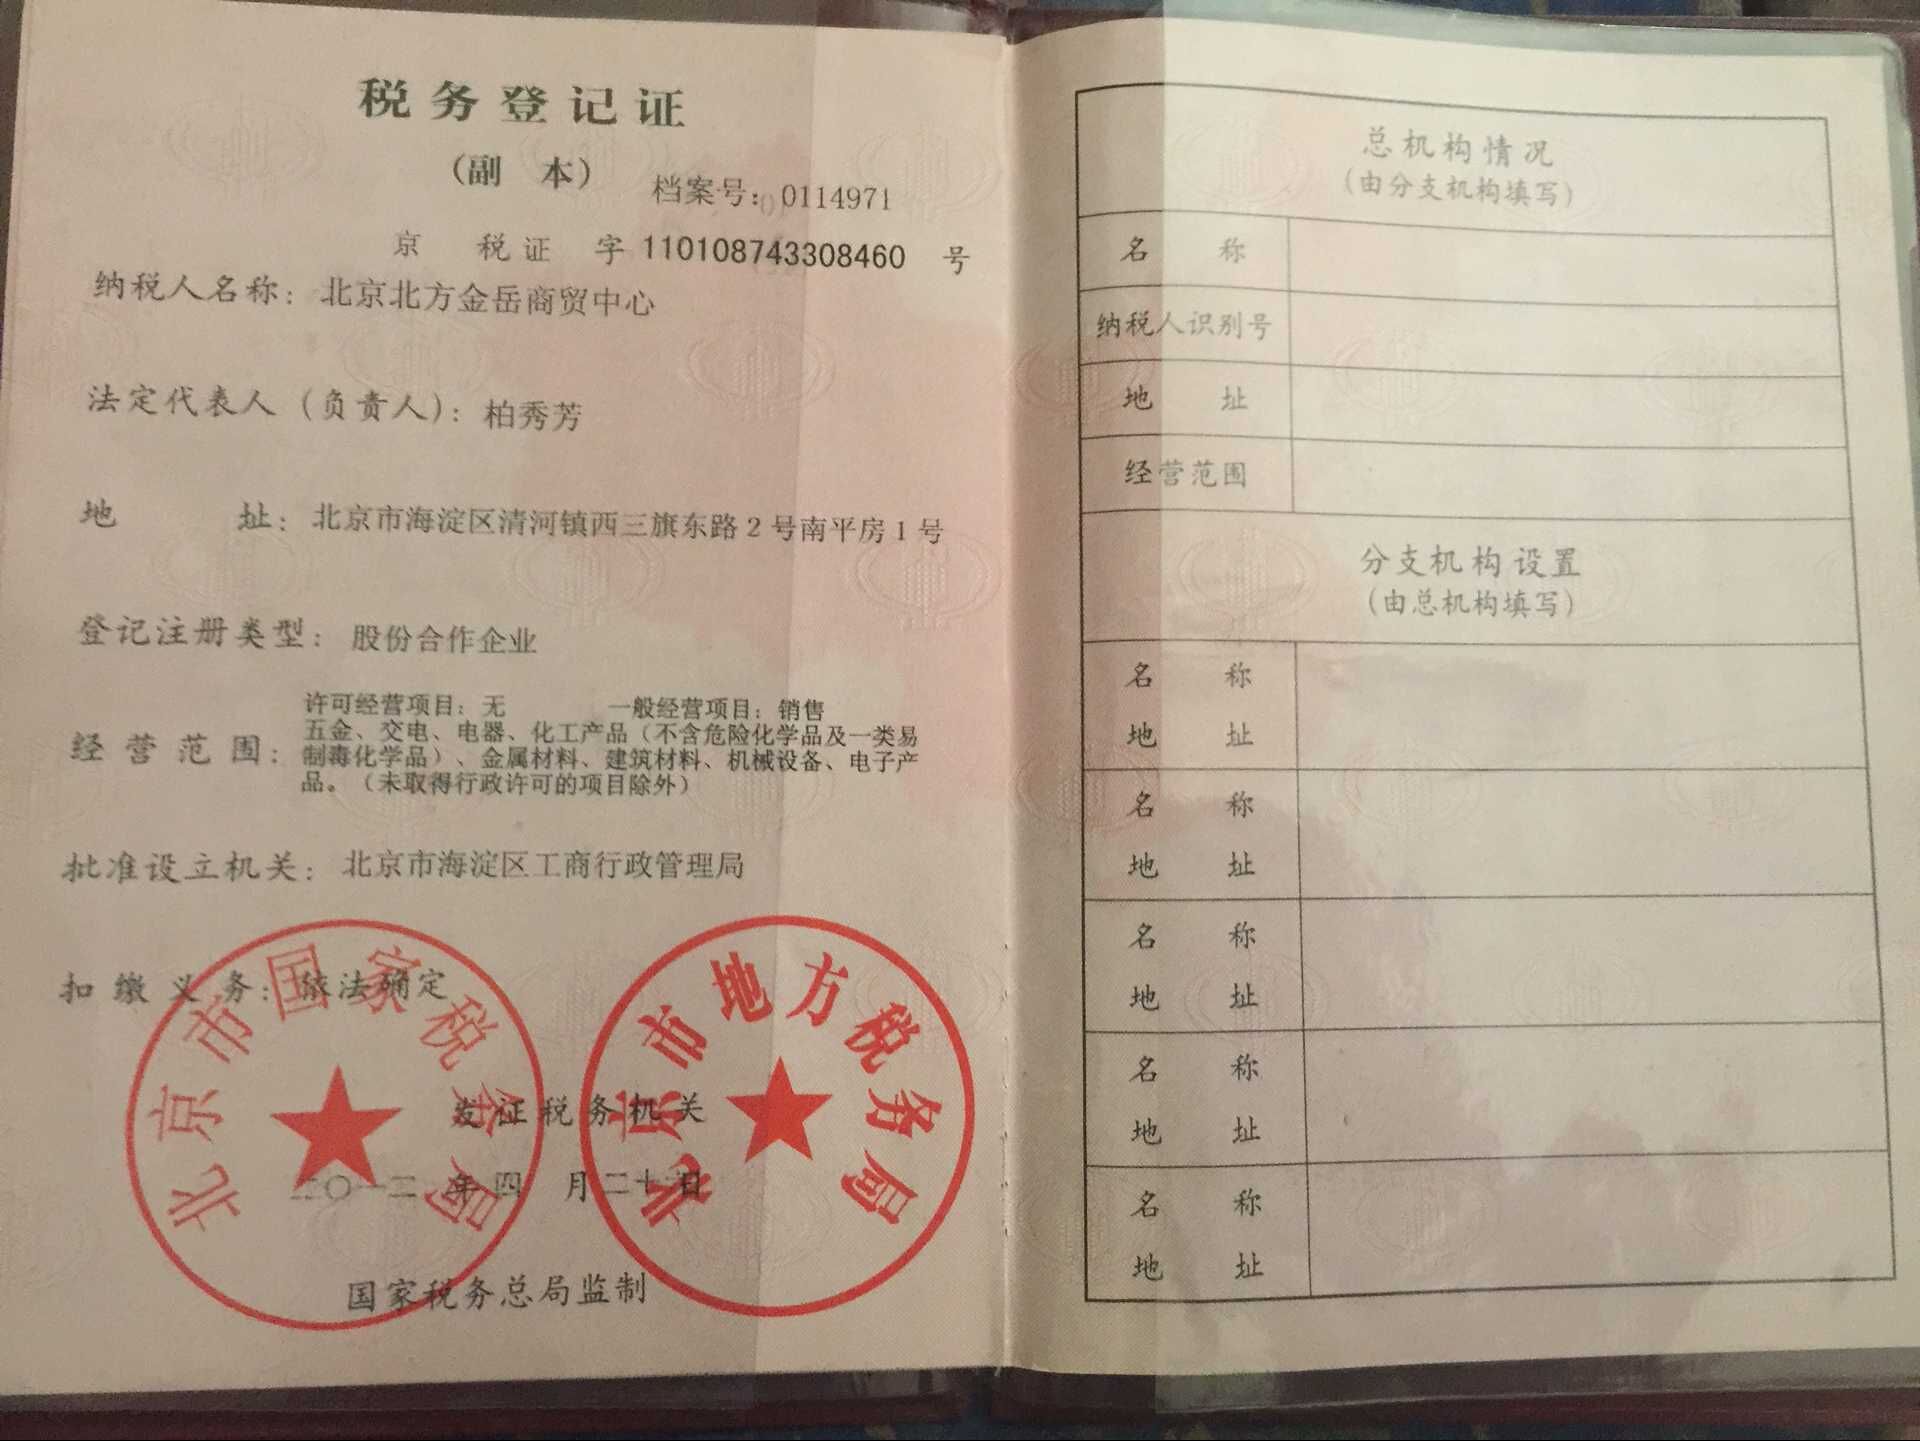 税务登记证
(副 本)
档案号: 0114971
京 税证 字 110108743308460 号
纳税人名称: 北京北方金岳商贸中心
法定代表人(负责人): 柏秀芳
地 址: 北京市海淀区清河镇西三旗东路2号南平房1号
登记注册类型: 股份合作企业
经营范围: 许可经营项目: 无 一般经营项目: 销售
五金、交电、电器、化工产品(不含危险化学品及一类易
制毒化学品)、金属材料、建筑材料、机械设备、电子产
品。(未取得行政许可的项目除外)
批准设立机关: 北京市海淀区工商行政管理局
扣缴义务: 依法确定
北京市国家税务局
北京市地方税务局
发证税务机关
年四 月二十 日
国家税务总局监制
总机构情况
(由分支机构填写)
名 称
纳税人识别号
地 址
经营范围
分支机构设置
(由总机构填写)
名 称
地 址
名 称
地 址
名 称
地 址
名 称
地 址
名 称
地 址